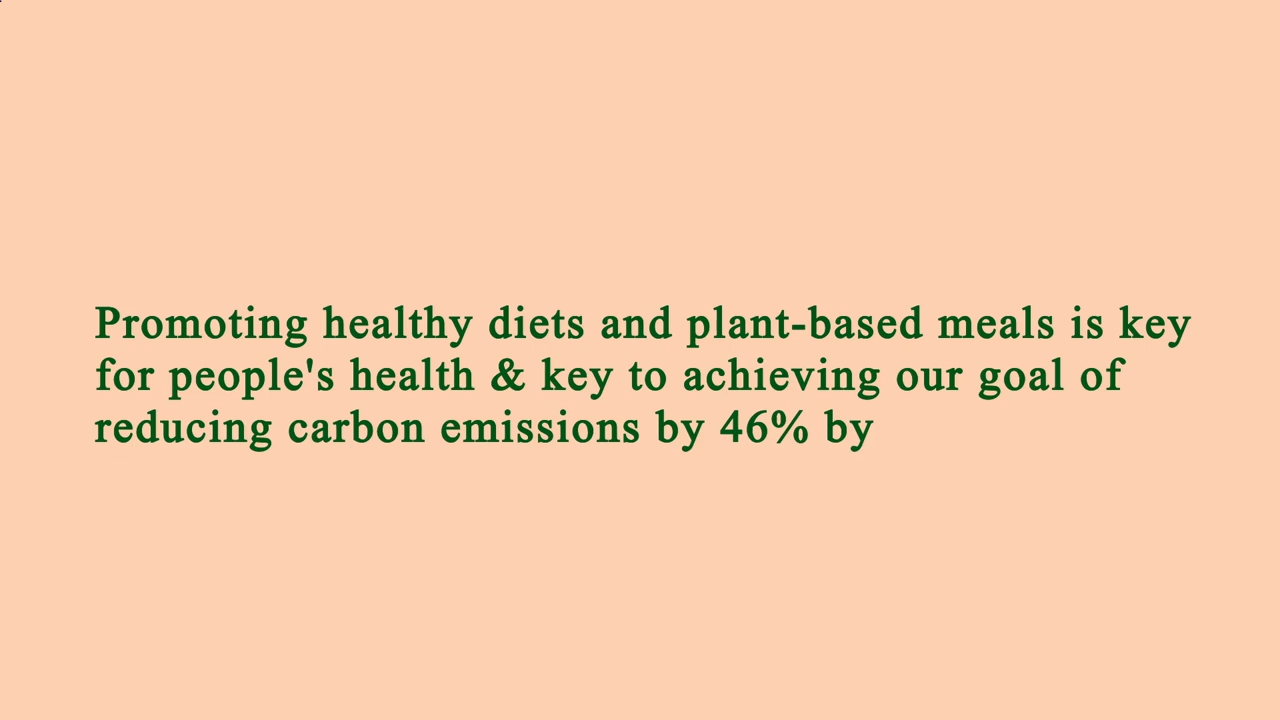 Promoting healthy diets and plant-based meals is key
for people's health & key to achieving our goal of
reducing carbon emissions by 46% by